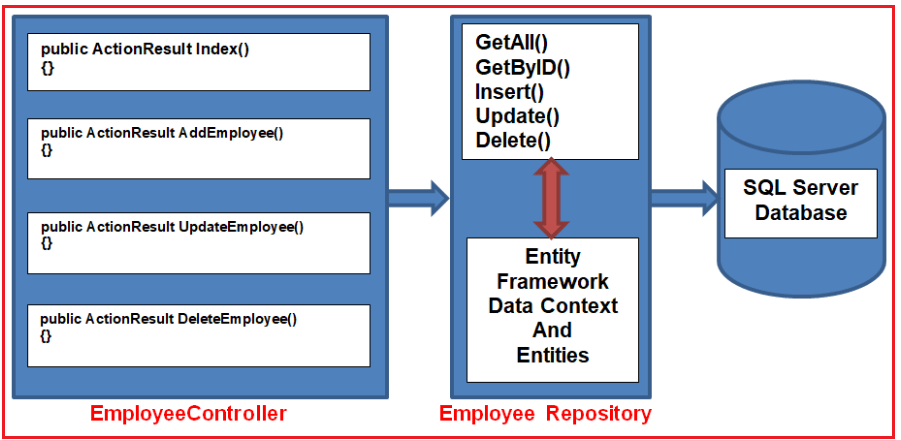 public ActionResult Index()
{}
public ActionResult AddEmployee()
{}
public ActionResult UpdateEmployee()
{}
public ActionResult DeleteEmployee()
{}
EmployeeController
GetAll()
GetByID()
Insert()
Update()
Delete()
Entity
Framework
Data Context
And
Entities
Employee Repository
SQL Server
Database